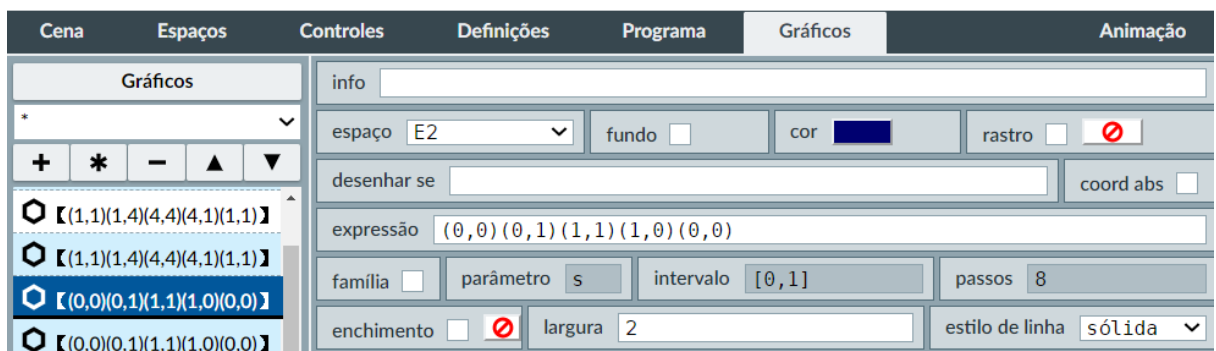 Cena Espaços Controles Definições Programa Gráficos Animação
Gráficos
*
+ * − ▲ ▼
【(1,1)(1,4)(4,4)(4,1)(1,1)】
【(1,1)(1,4)(4,4)(4,1)(1,1)】
【(0,0)(0,1)(1,1)(1,0)(0,0)】
【(0,0)(0,1)(1,1)(1,0)(0,0)】
info
espaço E2 fundo cor rastro
desenhar se coord abs
expressão (0,0)(0,1)(1,1)(1,0)(0,0)
família parâmetro s intervalo [0,1] passos 8
enchimento largura 2 estilo de linha sólida